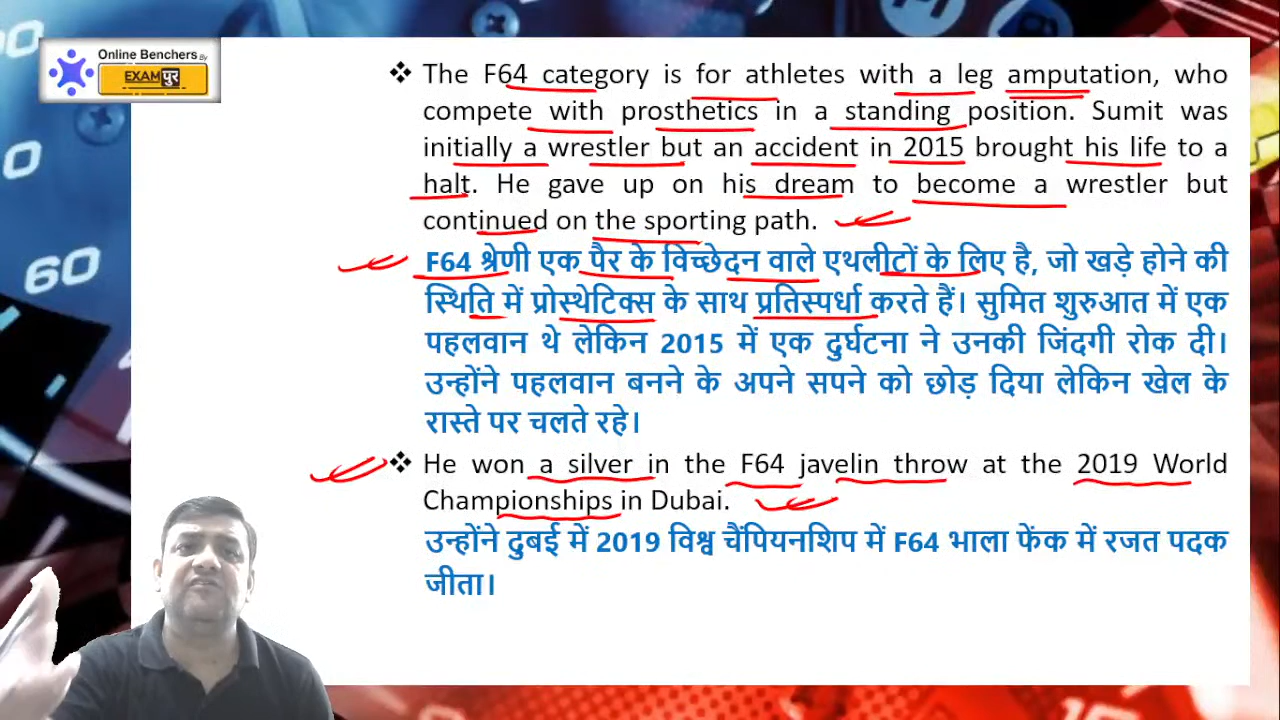 Online Benchers By
EXAMपुर
❖ The F64 category is for athletes with a leg amputation, who
compete with prosthetics in a standing position. Sumit was
initially a wrestler but an accident in 2015 brought his life to a
halt. He gave up on his dream to become a wrestler but
continued on the sporting path.
F64 श्रेणी एक पैर के विच्छेदन वाले एथलीटों के लिए है, जो खड़े होने की
स्थिति में प्रोस्थेटिक्स के साथ प्रतिस्पर्धा करते हैं। सुमित शुरुआत में एक
पहलवान थे लेकिन 2015 में एक दुर्घटना ने उनकी जिंदगी रोक दी।
उन्होंने पहलवान बनने के अपने सपने को छोड़ दिया लेकिन खेल के
रास्ते पर चलते रहे।
❖ He won a silver in the F64 javelin throw at the 2019 World
Championships in Dubai.
उन्होंने दुबई में 2019 विश्व चैंपियनशिप में F64 भाला फेंक में रजत पदक
जीता।
60